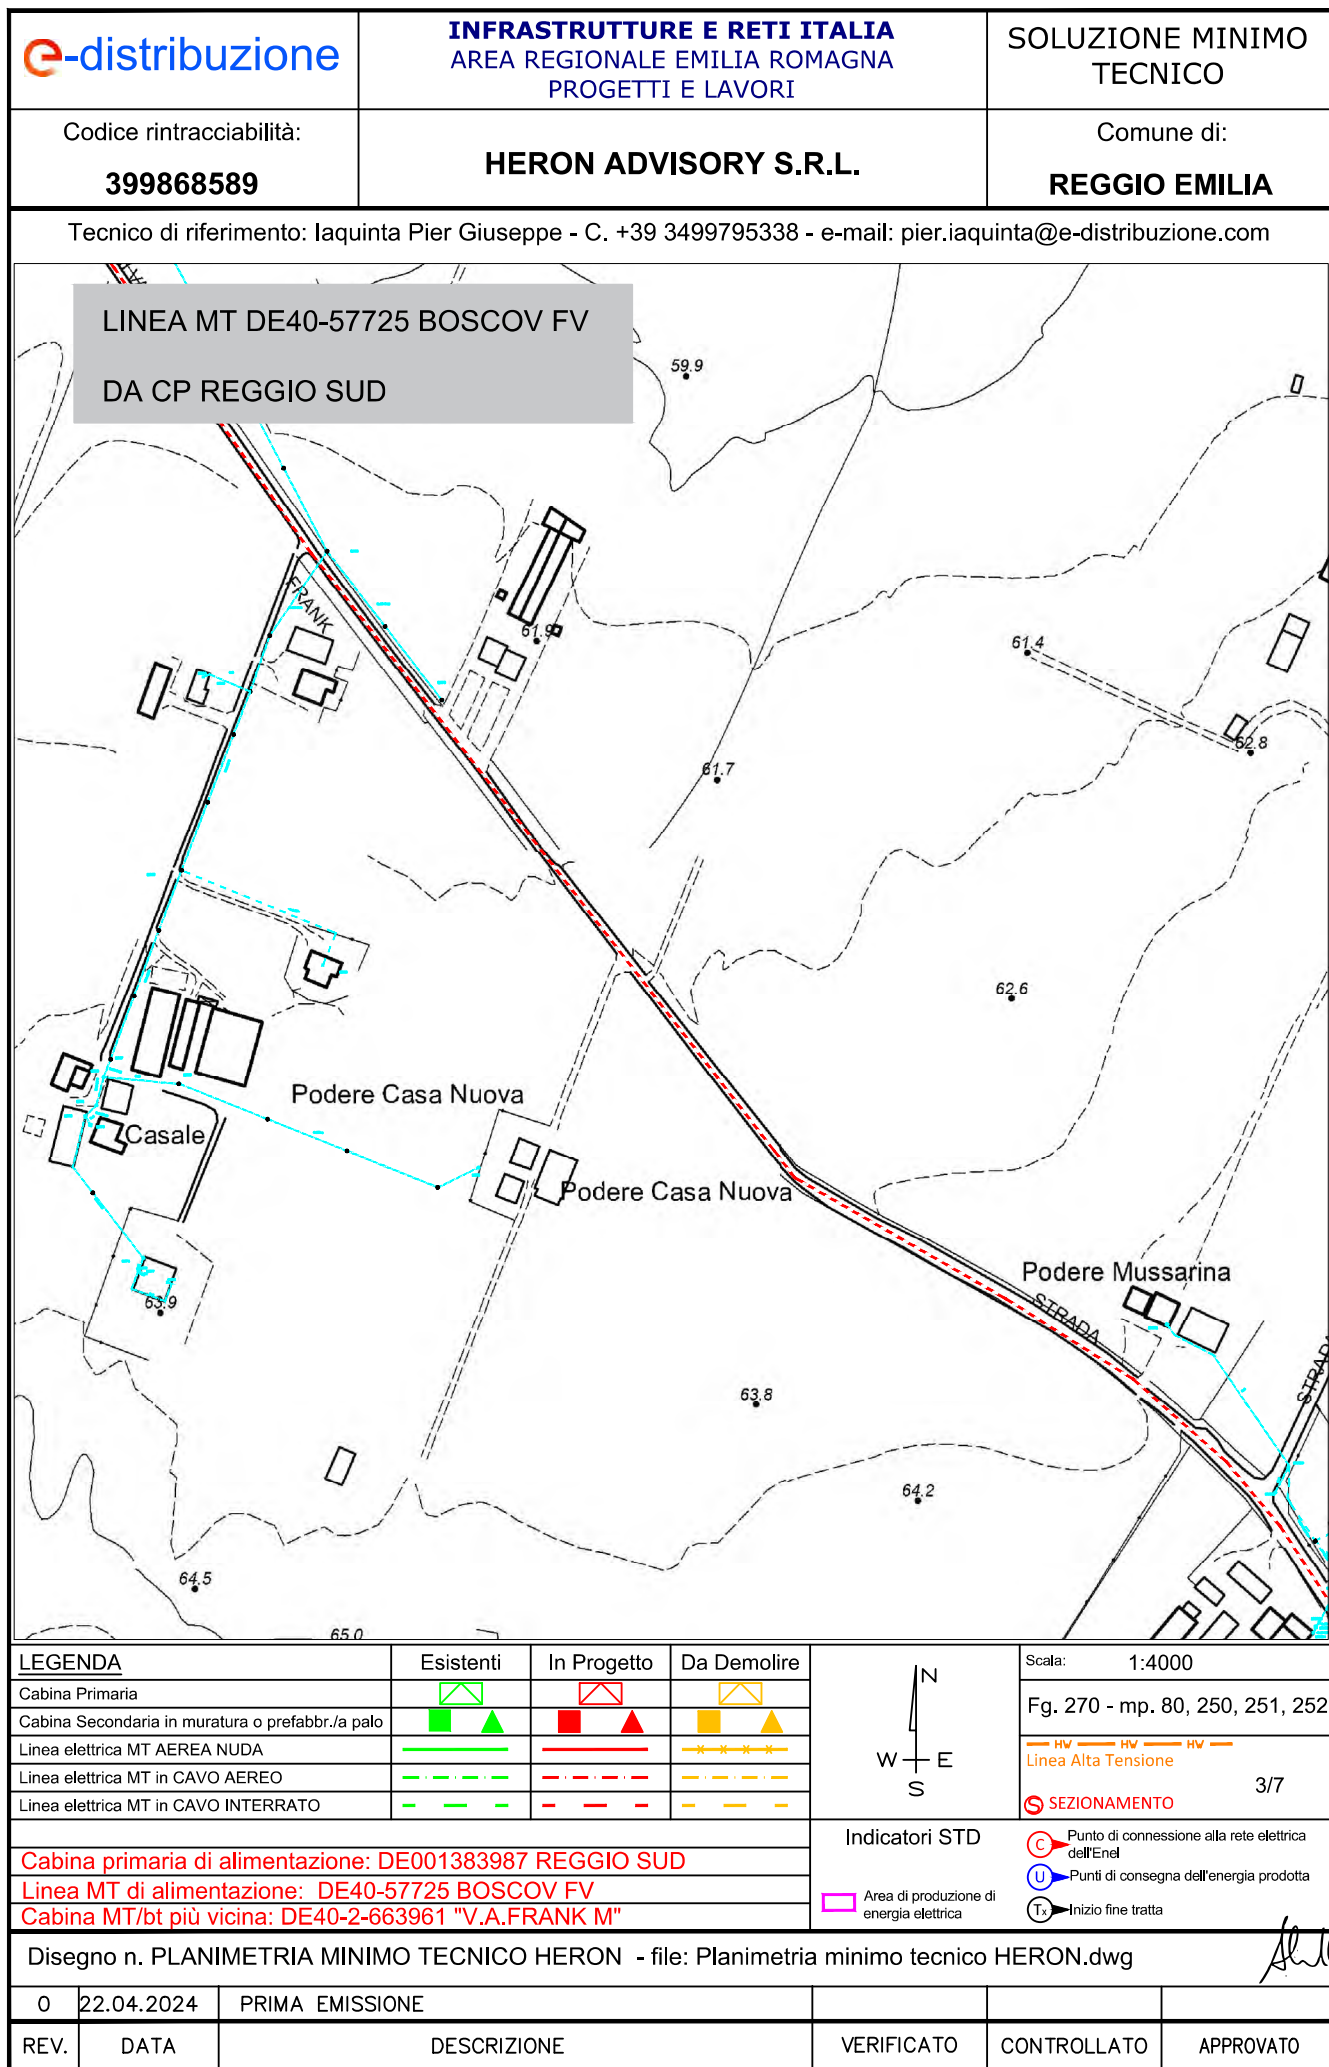 e-distribuzione
INFRASTRUTTURE E RETI ITALIA
AREA REGIONALE EMILIA ROMAGNA
PROGETTI E LAVORI
SOLUZIONE MINIMO
TECNICO
Codice rintracciabilità:
399868589
HERON ADVISORY S.R.L.
Comune di:
REGGIO EMILIA
Tecnico di riferimento: Iaquinta Pier Giuseppe - C. +39 3499795338 - e-mail: pier.iaquinta@e-distribuzione.com
LINEA MT DE40-57725 BOSCOV FV
DA CP REGGIO SUD
59.9
FRANK
61.9
61.4
62.8
61.7
62.6
Podere Casa Nuova
Casale
Podere Casa Nuova
Podere Mussarina
63.9
STRADA
STRADA
63.8
64.2
64.5
65.0
LEGENDA
Esistenti
In Progetto
Da Demolire
Cabina Primaria
Cabina Secondaria in muratura o prefabbr./a palo
Linea elettrica MT AEREA NUDA
Linea elettrica MT in CAVO AEREO
Linea elettrica MT in CAVO INTERRATO
N
W E
S
Scala: 1:4000
Fg. 270 - mp. 80, 250, 251, 252
HV HV HV
Linea Alta Tensione
3/7
S SEZIONAMENTO
Cabina primaria di alimentazione: DE001383987 REGGIO SUD
Linea MT di alimentazione: DE40-57725 BOSCOV FV
Cabina MT/bt più vicina: DE40-2-663961 "V.A.FRANK M"
Indicatori STD
Area di produzione di
energia elettrica
C Punto di connessione alla rete elettrica
dell'Enel
U Punti di consegna dell'energia prodotta
Tx Inizio fine tratta
Disegno n. PLANIMETRIA MINIMO TECNICO HERON - file: Planimetria minimo tecnico HERON.dwg
0 22.04.2024 PRIMA EMISSIONE
REV. DATA DESCRIZIONE VERIFICATO CONTROLLATO APPROVATO